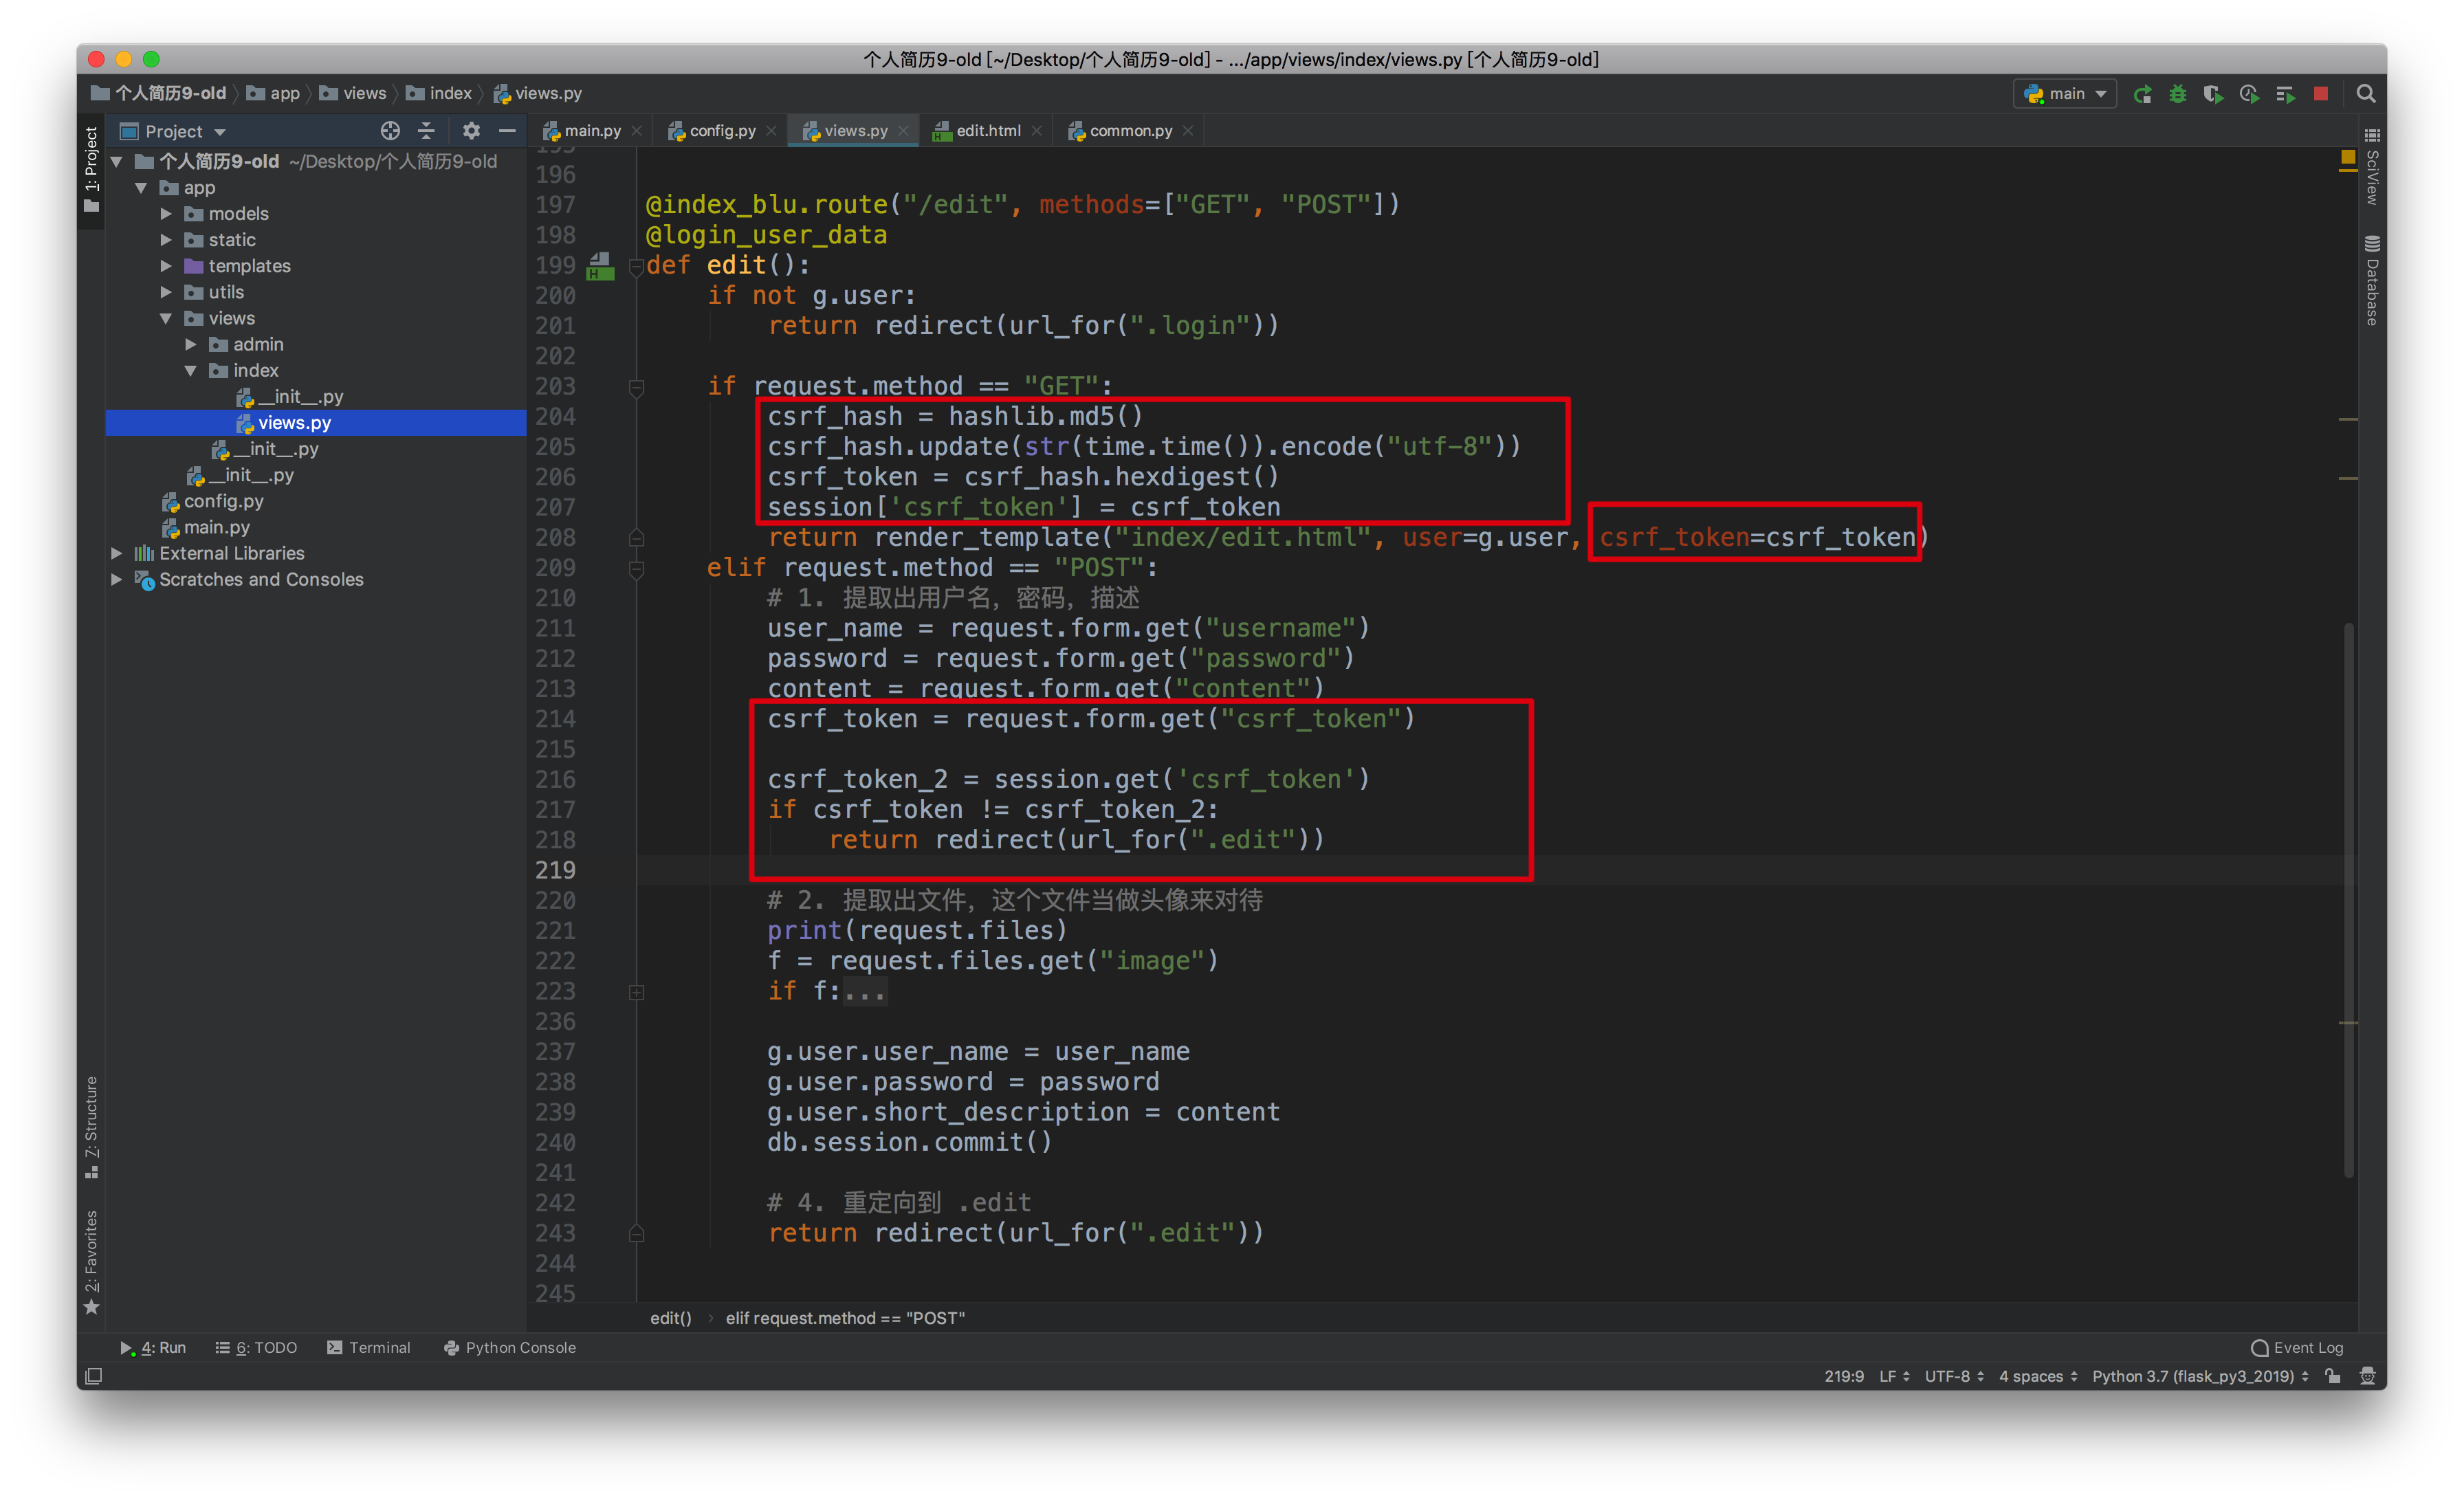 个人简历9-old [~/Desktop/个人简历9-old] - .../app/views/index/views.py [个人简历9-old]
个人简历9-old app views index views.py
main
1: Project
Project
main.py config.py views.py edit.html common.py
个人简历9-old ~/Desktop/个人简历9-old
app
models
static
templates
utils
views
admin
index
__init__.py
views.py
__init__.py
__init__.py
config.py
main.py
External Libraries
Scratches and Consoles
195
196
197 @index_blu.route("/edit", methods=["GET", "POST"])
198 @login_user_data
199 def edit():
200     if not g.user:
201         return redirect(url_for(".login"))
202
203     if request.method == "GET":
204         csrf_hash = hashlib.md5()
205         csrf_hash.update(str(time.time()).encode("utf-8"))
206         csrf_token = csrf_hash.hexdigest()
207         session['csrf_token'] = csrf_token
208         return render_template("index/edit.html", user=g.user, csrf_token=csrf_token)
209     elif request.method == "POST":
210         # 1. 提取出用户名，密码，描述
211         user_name = request.form.get("username")
212         password = request.form.get("password")
213         content = request.form.get("content")
214         csrf_token = request.form.get("csrf_token")
215
216         csrf_token_2 = session.get('csrf_token')
217         if csrf_token != csrf_token_2:
218             return redirect(url_for(".edit"))
219
220         # 2. 提取出文件，这个文件当做头像来对待
221         print(request.files)
222         f = request.files.get("image")
223         if f:...
236
237         g.user.user_name = user_name
238         g.user.password = password
239         g.user.short_description = content
240         db.session.commit()
241
242         # 4. 重定向到 .edit
243         return redirect(url_for(".edit"))
244
245
SciView
Database
7: Structure
2: Favorites
edit() elif request.method == "POST"
4: Run 6: TODO Terminal Python Console Event Log
219:9 LF UTF-8 4 spaces Python 3.7 (flask_py3_2019)